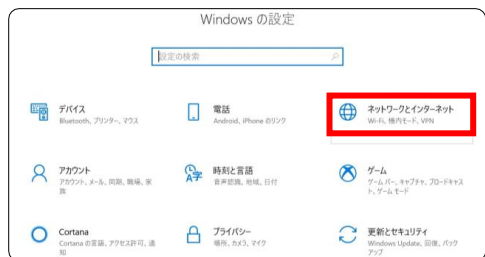 Windows の設定
設定の検索
デバイス
Bluetooth、プリンター、マウス
電話
Android、iPhone のリンク
ネットワークとインターネット
Wi-Fi、機内モード、VPN
アカウント
アカウント、メール、同期、職場、家
族
時刻と言語
音声認識、地域、日付
ゲーム
ゲーム バー、キャプチャ、ブロードキャス
ト、ゲーム モード
Cortana
Cortana の言語、アクセス許可、通
知
プライバシー
場所、カメラ、マイク
更新とセキュリティ
Windows Update、回復、バック
アップ